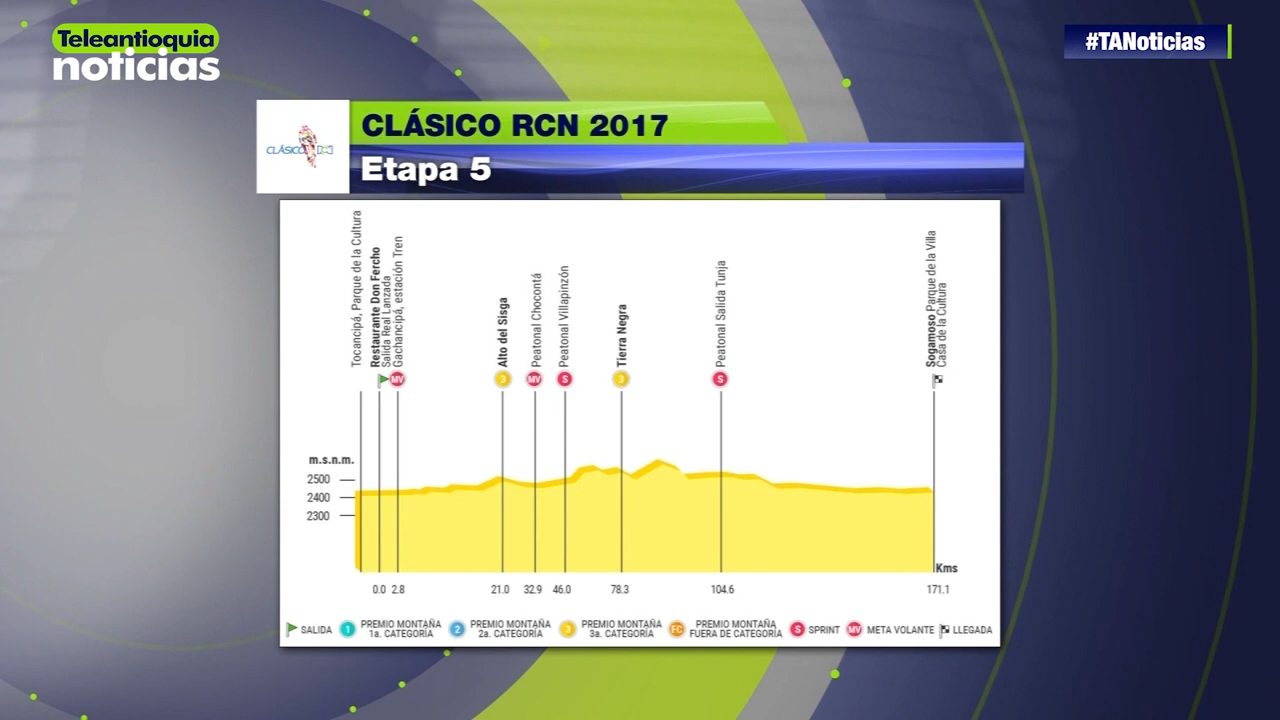 Teleantioquia
noticias
#TANoticias
CLÁSICO RCN 2017
CLÁSICO RCN
Etapa 5
Tocancipá, Parque de la Cultura
Restaurante Don Fercho
Salida Real Lanzada
Gachancipá, estación Tren
Alto del Sisga
Peatonal Chocontá
Peatonal Villapinzón
Tierra Negra
Peatonal Salida Tunja
Sogamoso Parque de la Villa
Casa de la Cultura
MV
3
MV
S
3
S
m.s.n.m.
2500
2400
2300
Kms
0.0 2.8 21.0 32.9 46.0 78.3 104.6 171.1
SALIDA
1 PREMIO MONTAÑA
1a. CATEGORÍA
2 PREMIO MONTAÑA
2a. CATEGORÍA
3 PREMIO MONTAÑA
3a. CATEGORÍA
FC PREMIO MONTAÑA
FUERA DE CATEGORÍA
S SPRINT
MV META VOLANTE
LLEGADA